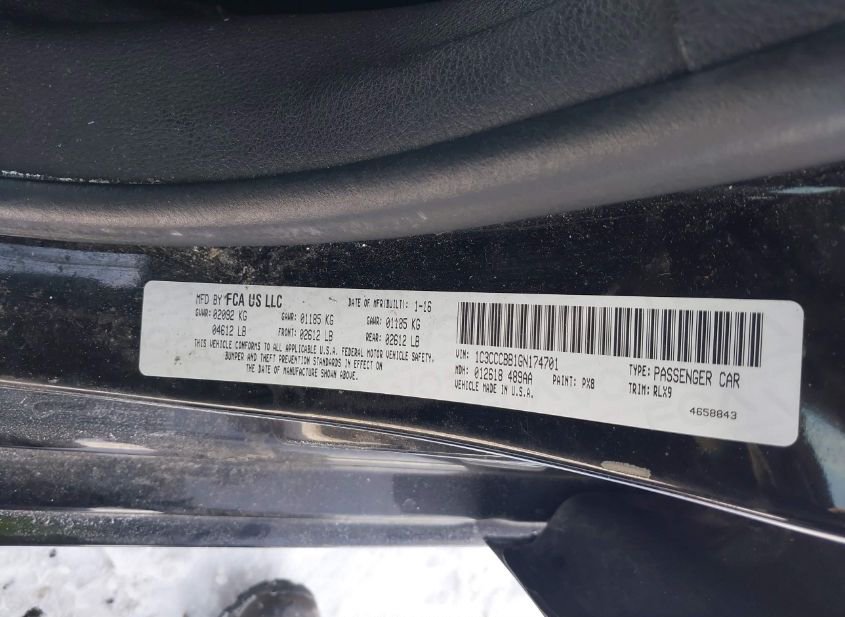 MFD BY FCA US LLC DATE OF MFR(BUILT): 1-16
GVWR: 02092 KG GAWR: 01185 KG GAWR: 01185 KG
04612 LB FRONT: 02612 LB REAR: 02612 LB
THIS VEHICLE CONFORMS TO ALL APPLICABLE U.S.A. FEDERAL MOTOR VEHICLE SAFETY,
BUMPER AND THEFT PREVENTION STANDARDS IN EFFECT ON
THE DATE OF MANUFACTURE SHOWN ABOVE.
VIN: 1C3CCCBB1GN174701 TYPE: PASSENGER CAR
MDH: 012618 489AA PAINT: PX8 TRIM: RLX9
VEHICLE MADE IN U.S.A.
4658843